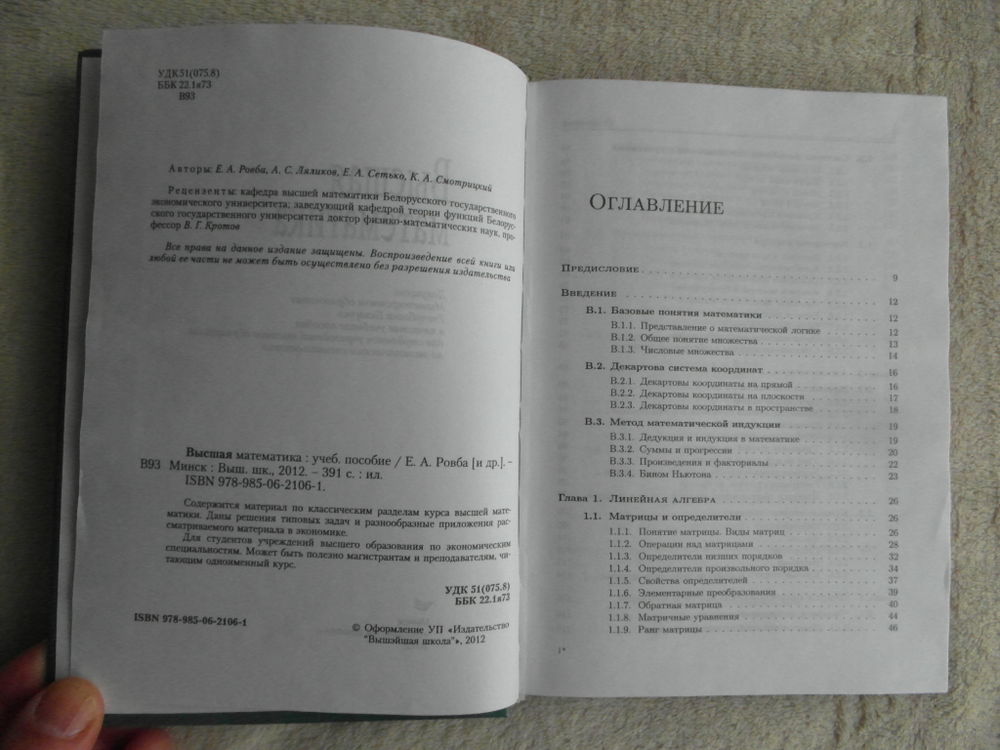 УДК 51(075.8)
ББК 22.1я73
В93
Авторы: Е. А. Ровба, А. С. Ляликов, Е. А. Сетько, К. А. Смотрицкий
Рецензенты: кафедра высшей математики Белорусского государственного
экономического университета; заведующий кафедрой теории функций Белорус-
ского государственного университета доктор физико-математических наук, про-
фессор В. Г. Кротов
Все права на данное издание защищены. Воспроизведение всей книги или
любой ее части не может быть осуществлено без разрешения издательства
Высшая математика : учеб. пособие / Е. А. Ровба [и др.]. –
В93 Минск : Выш. шк., 2012. – 391 с. : ил.
ISBN 978-985-06-2106-1.
Содержится материал по классическим разделам курса высшей мате-
матики. Даны решения типовых задач и разнообразные приложения рас-
сматриваемого материала в экономике.
Для студентов учреждений высшего образования по экономическим
специальностям. Может быть полезно магистрантам и преподавателям, чи-
тающим одноименный курс.
УДК 51(075.8)
ББК 22.1я73
ISBN 978-985-06-2106-1
© Оформление УП «Издательство
"Вышэйшая школа"», 2012
ОГЛАВЛЕНИЕ
ПРЕДИСЛОВИЕ 9
ВВЕДЕНИЕ 12
В.1. Базовые понятия математики 12
В.1.1. Представление о математической логике 12
В.1.2. Общее понятие множества 13
В.1.3. Числовые множества 14
В.2. Декартова система координат 16
В.2.1. Декартовы координаты на прямой 16
В.2.2. Декартовы координаты на плоскости 17
В.2.3. Декартовы координаты в пространстве 18
В.3. Метод математической индукции 19
В.3.1. Дедукция и индукция в математике 19
В.3.2. Суммы и прогрессии 20
В.3.3. Произведения и факториалы 22
В.3.4. Бином Ньютона 23
Глава 1. ЛИНЕЙНАЯ АЛГЕБРА 26
1.1. Матрицы и определители 26
1.1.1. Понятие матрицы. Виды матриц 26
1.1.2. Операции над матрицами 28
1.1.3. Определители низших порядков 32
1.1.4. Определители произвольного порядка 34
1.1.5. Свойства определителей 37
1.1.6. Элементарные преобразования 39
1.1.7. Обратная матрица 40
1.1.8. Матричные уравнения 44
1.1.9. Ранг матрицы 46
1*